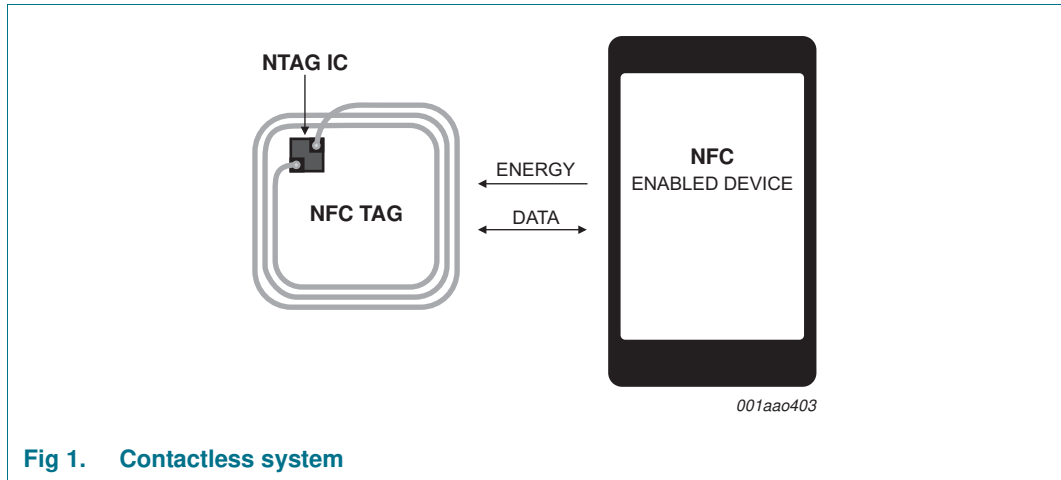 NTAG IC
NFC TAG
ENERGY
DATA
NFC
ENABLED DEVICE
001aao403
Fig 1. Contactless system